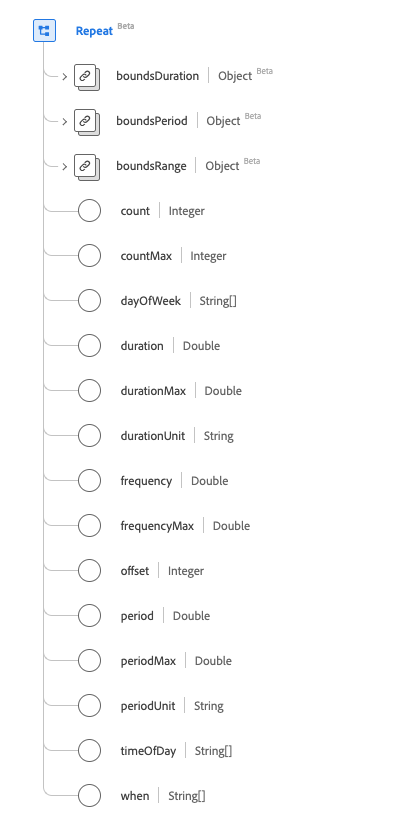 Repeat Beta
boundsDuration Object Beta
boundsPeriod Object Beta
boundsRange Object Beta
count Integer
countMax Integer
dayOfWeek String[]
duration Double
durationMax Double
durationUnit String
frequency Double
frequencyMax Double
offset Integer
period Double
periodMax Double
periodUnit String
timeOfDay String[]
when String[]